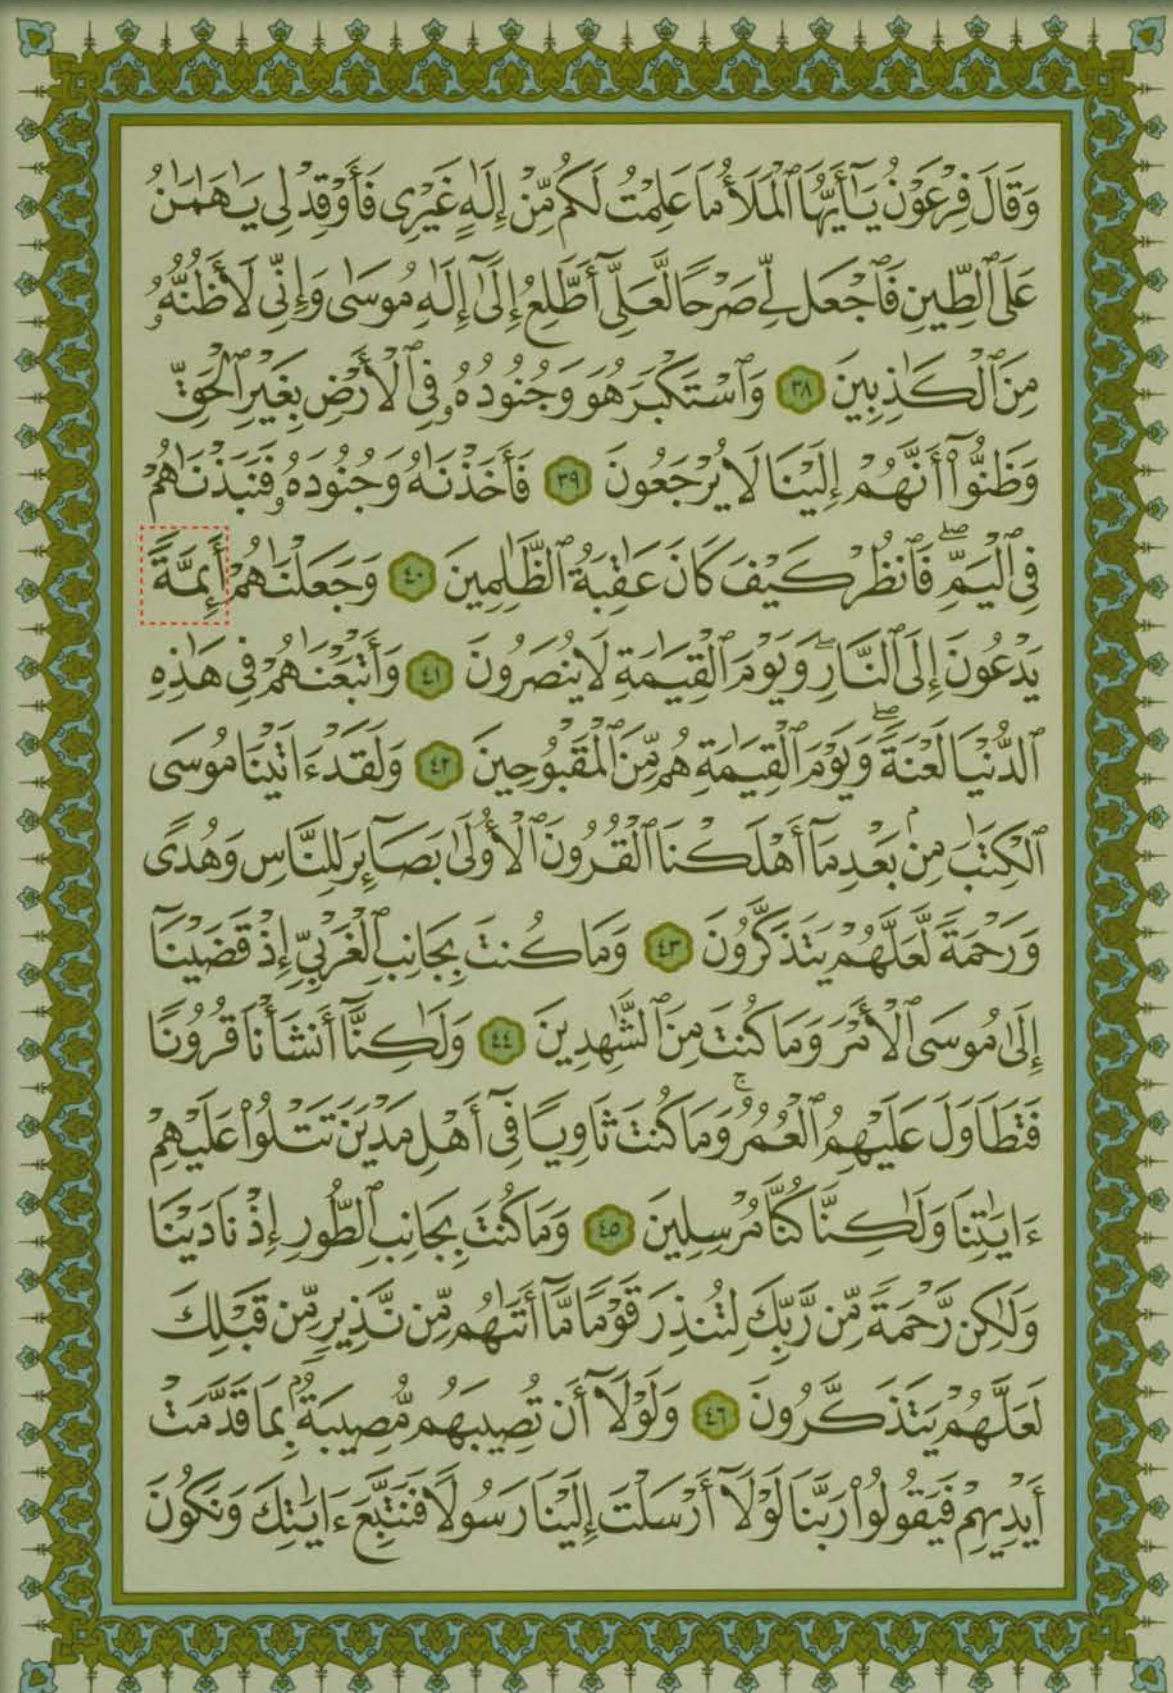 وَقَالَ فِرْعَوْنُ يَـٰٓأَيُّهَا ٱلْمَلَأُ مَا عَلِمْتُ لَكُم مِّنْ إِلَـٰهٍ غَيْرِى فَأَوْقِدْ لِى يَـٰهَـٰمَـٰنُ
عَلَى ٱلطِّينِ فَٱجْعَل لِّى صَرْحًا لَّعَلِّىٓ أَطَّلِعُ إِلَىٰٓ إِلَـٰهِ مُوسَىٰ وَإِنِّى لَأَظُنُّهُۥ
مِنَ ٱلْكَـٰذِبِينَ ٣٨ وَٱسْتَكْبَرَ هُوَ وَجُنُودُهُۥ فِى ٱلْأَرْضِ بِغَيْرِ ٱلْحَقِّ
وَظَنُّوٓا۟ أَنَّهُمْ إِلَيْنَا لَا يُرْجَعُونَ ٣٩ فَأَخَذْنَـٰهُ وَجُنُودَهُۥ فَنَبَذْنَـٰهُمْ
فِى ٱلْيَمِّ ۖ فَٱنظُرْ كَيْفَ كَانَ عَـٰقِبَةُ ٱلظَّـٰلِمِينَ ٤٠ وَجَعَلْنَـٰهُمْ أَئِمَّةً
يَدْعُونَ إِلَى ٱلنَّارِ ۖ وَيَوْمَ ٱلْقِيَـٰمَةِ لَا يُنصَرُونَ ٤١ وَأَتْبَعْنَـٰهُمْ فِى هَـٰذِهِ
ٱلدُّنْيَا لَعْنَةً ۖ وَيَوْمَ ٱلْقِيَـٰمَةِ هُم مِّنَ ٱلْمَقْبُوحِينَ ٤٢ وَلَقَدْ ءَاتَيْنَا مُوسَى
ٱلْكِتَـٰبَ مِنۢ بَعْدِ مَآ أَهْلَكْنَا ٱلْقُرُونَ ٱلْأُولَىٰ بَصَآئِرَ لِلنَّاسِ وَهُدًى
وَرَحْمَةً لَّعَلَّهُمْ يَتَذَكَّرُونَ ٤٣ وَمَا كُنتَ بِجَانِبِ ٱلْغَرْبِىِّ إِذْ قَضَيْنَآ
إِلَىٰ مُوسَى ٱلْأَمْرَ وَمَا كُنتَ مِنَ ٱلشَّـٰهِدِينَ ٤٤ وَلَـٰكِنَّآ أَنشَأْنَا قُرُونًا
فَتَطَاوَلَ عَلَيْهِمُ ٱلْعُمُرُ ۚ وَمَا كُنتَ ثَاوِيًا فِىٓ أَهْلِ مَدْيَنَ تَتْلُوا۟ عَلَيْهِمْ
ءَايَـٰتِنَا وَلَـٰكِنَّا كُنَّا مُرْسِلِينَ ٤٥ وَمَا كُنتَ بِجَانِبِ ٱلطُّورِ إِذْ نَادَيْنَا
وَلَـٰكِن رَّحْمَةً مِّن رَّبِّكَ لِتُنذِرَ قَوْمًا مَّآ أَتَىٰهُم مِّن نَّذِيرٍ مِّن قَبْلِكَ
لَعَلَّهُمْ يَتَذَكَّرُونَ ٤٦ وَلَوْلَآ أَن تُصِيبَهُم مُّصِيبَةٌۢ بِمَا قَدَّمَتْ
أَيْدِيهِمْ فَيَقُولُوا۟ رَبَّنَا لَوْلَآ أَرْسَلْتَ إِلَيْنَا رَسُولًا فَنَتَّبِعَ ءَايَـٰتِكَ وَنَكُونَ